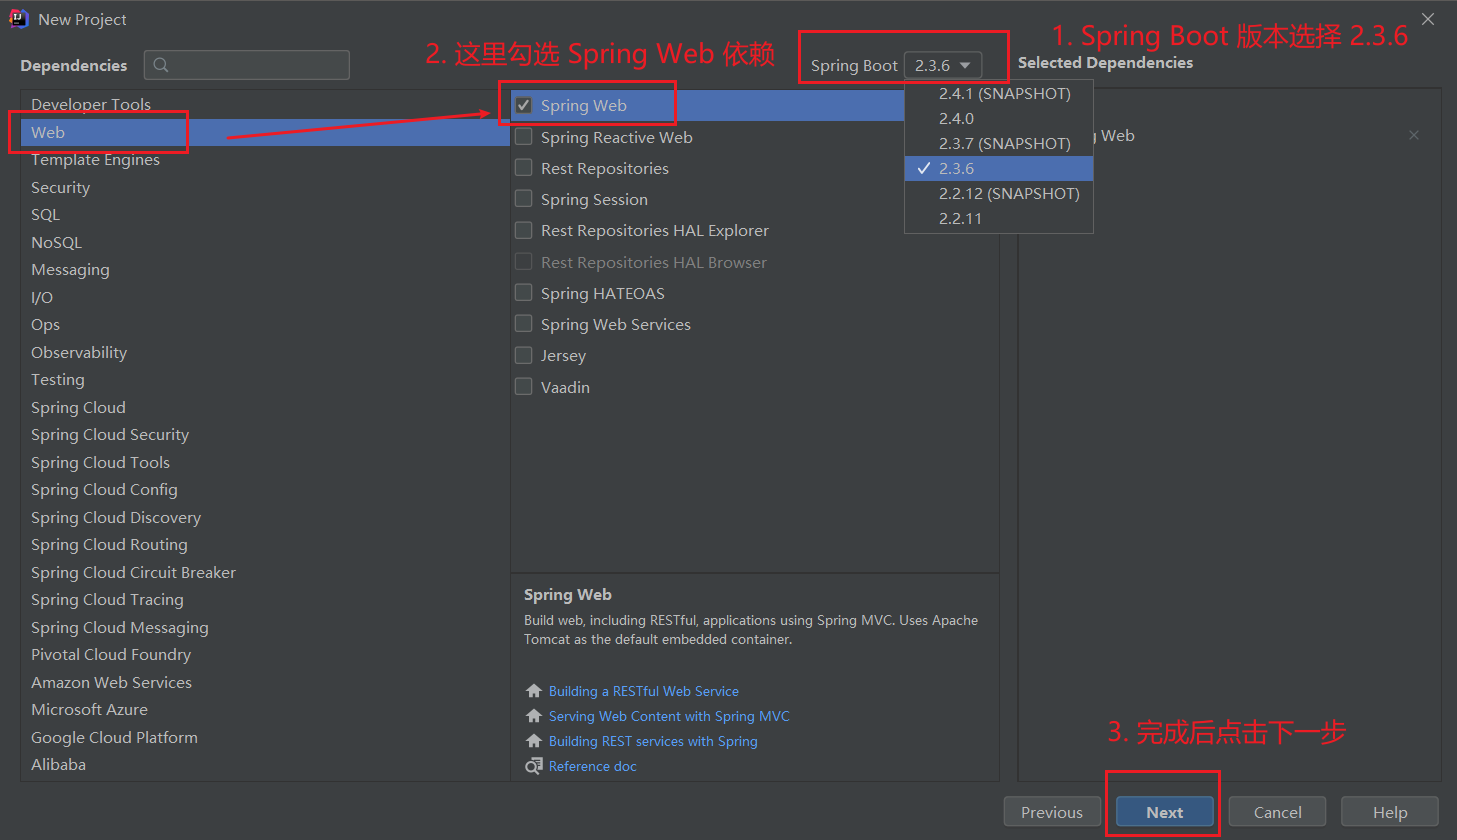 New Project
1. Spring Boot 版本选择 2.3.6
2. 这里勾选 Spring Web 依赖
Dependencies
Spring Boot 2.3.6
Selected Dependencies
Developer Tools
Web
Template Engines
Security
SQL
NoSQL
Messaging
I/O
Ops
Observability
Testing
Spring Cloud
Spring Cloud Security
Spring Cloud Tools
Spring Cloud Config
Spring Cloud Discovery
Spring Cloud Routing
Spring Cloud Circuit Breaker
Spring Cloud Tracing
Spring Cloud Messaging
Pivotal Cloud Foundry
Amazon Web Services
Microsoft Azure
Google Cloud Platform
Alibaba
Spring Web
Spring Reactive Web
Rest Repositories
Spring Session
Rest Repositories HAL Explorer
Rest Repositories HAL Browser
Spring HATEOAS
Spring Web Services
Jersey
Vaadin
2.4.1 (SNAPSHOT)
2.4.0
2.3.7 (SNAPSHOT)
2.3.6
2.2.12 (SNAPSHOT)
2.2.11
Web
Spring Web
Build web, including RESTful, applications using Spring MVC. Uses Apache
Tomcat as the default embedded container.
Building a RESTful Web Service
Serving Web Content with Spring MVC
Building REST services with Spring
Reference doc
3. 完成后点击下一步
Previous
Next
Cancel
Help